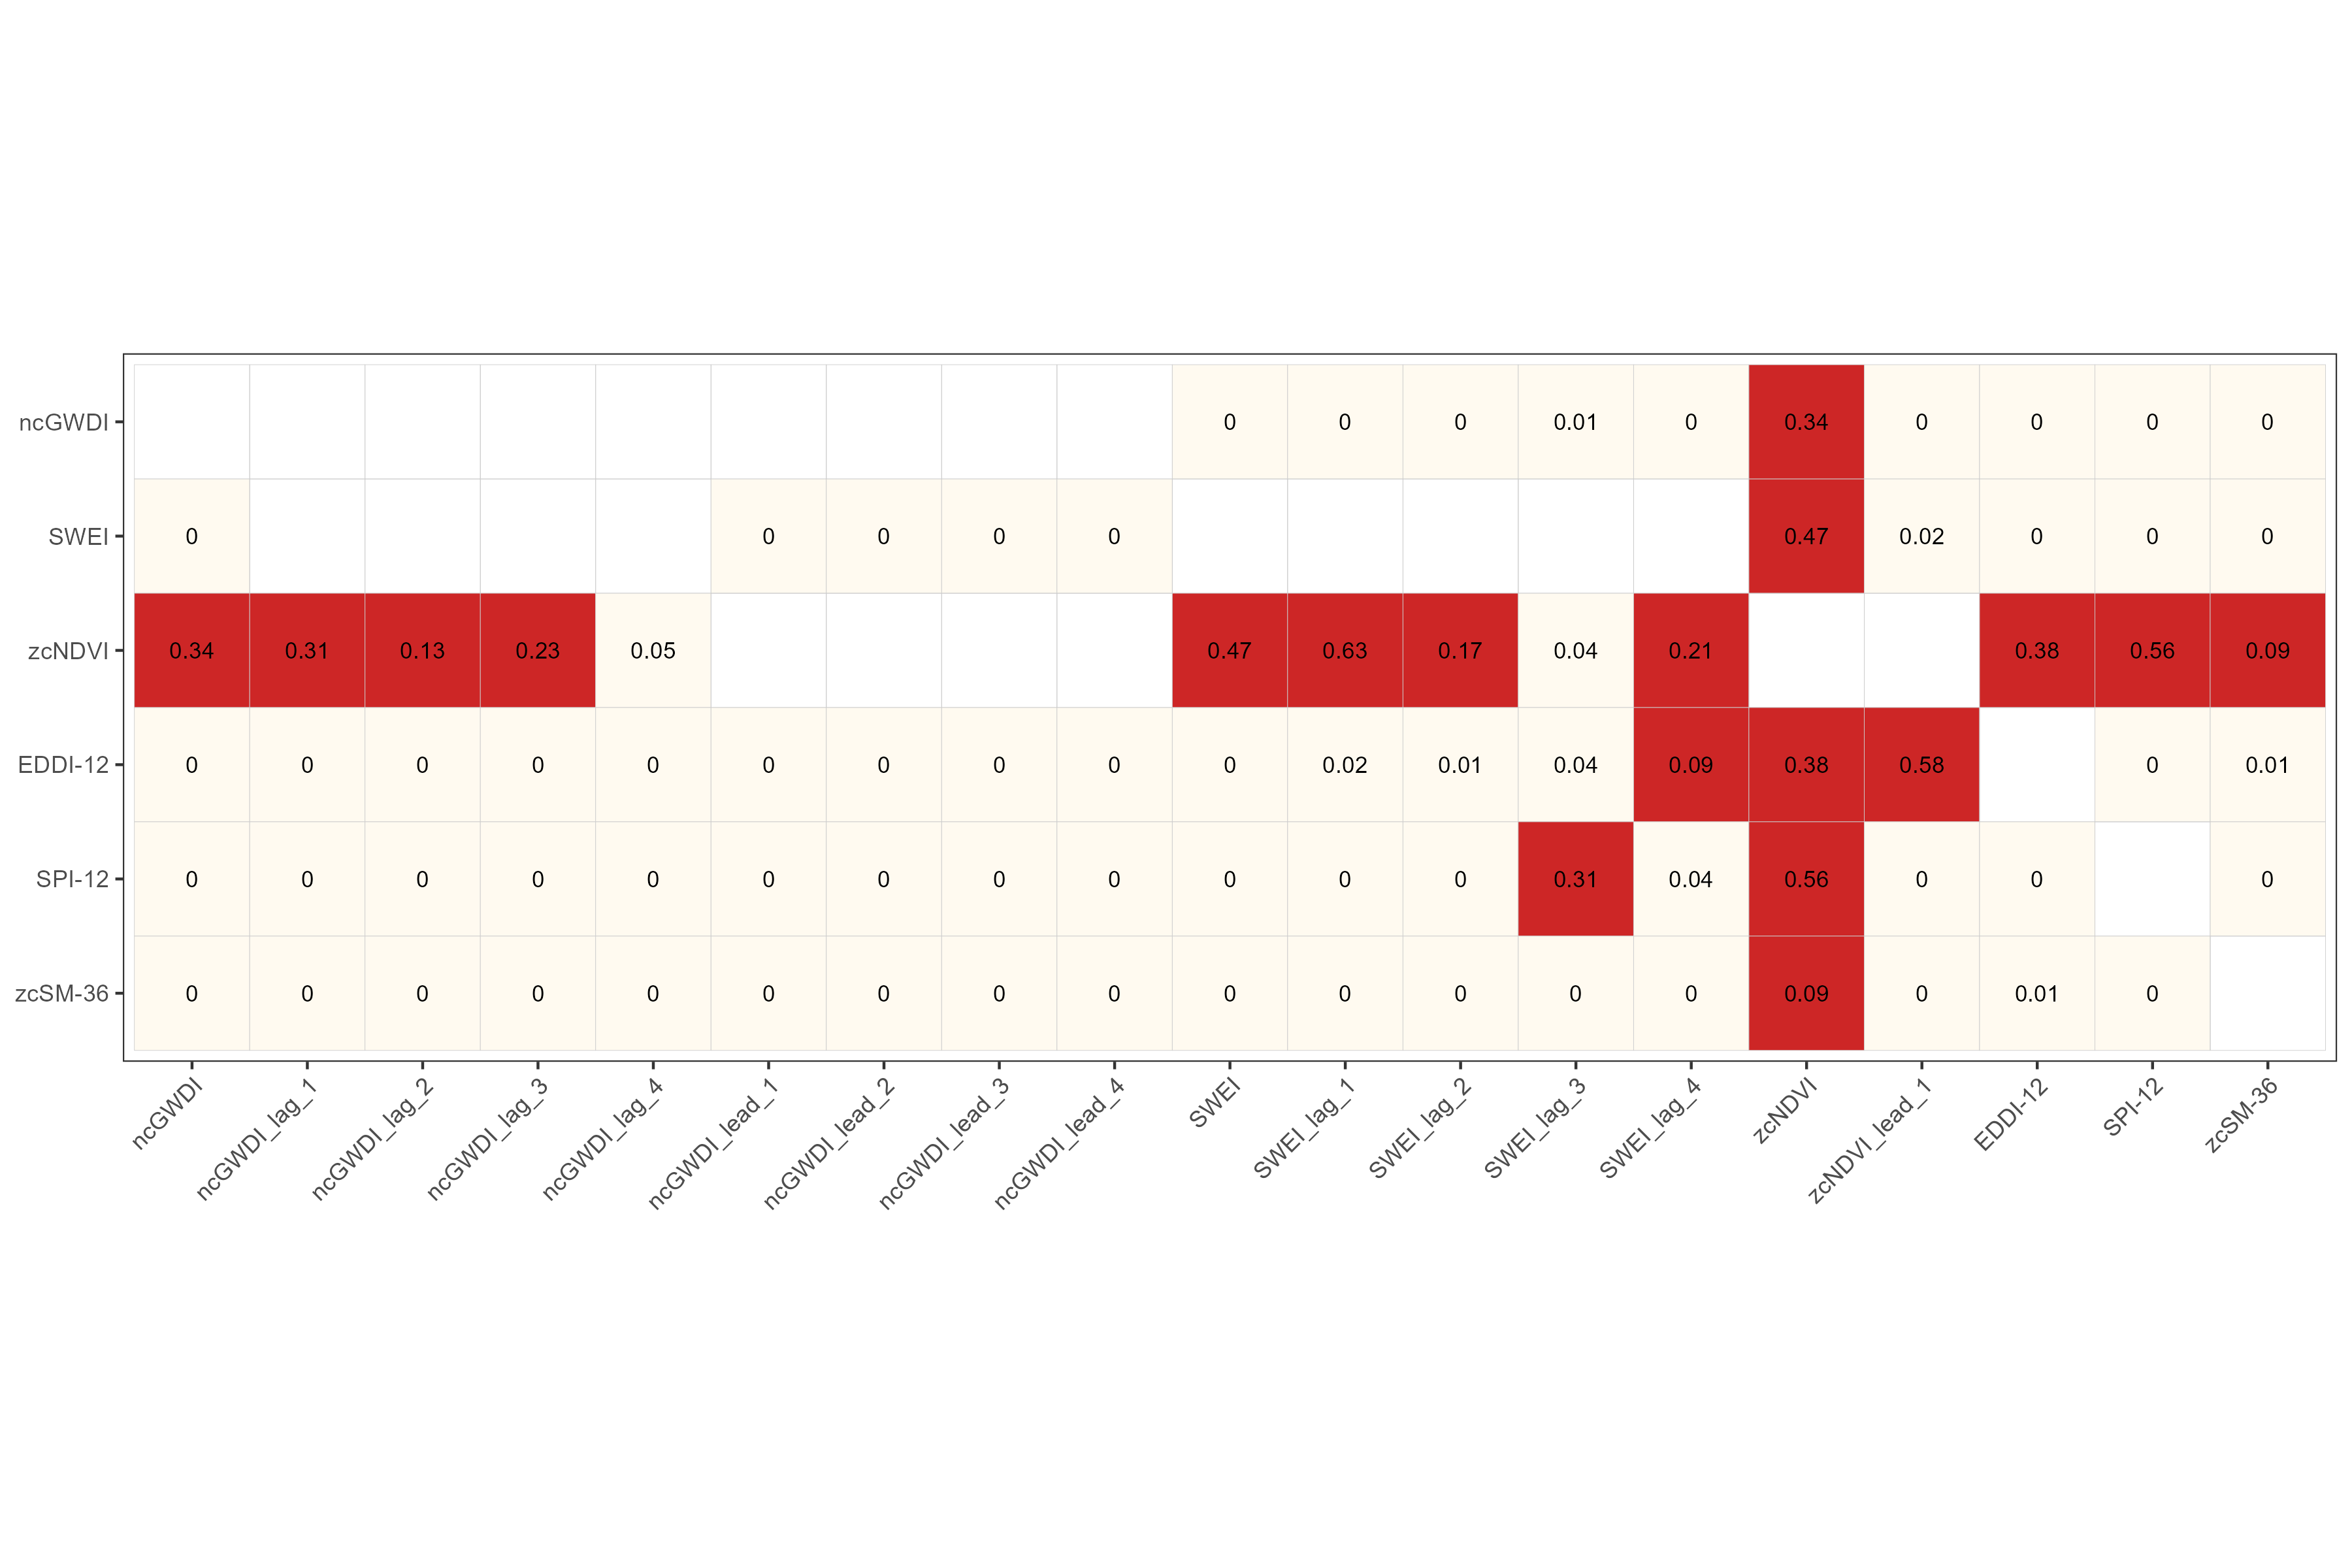 ncGWDI 0 0 0 0.01 0 0.34 0 0 0 0
SWEI 0 0 0 0 0 0.47 0.02 0 0 0
zcNDVI 0.34 0.31 0.13 0.23 0.05 0.47 0.63 0.17 0.04 0.21 0.38 0.56 0.09
EDDI-12 0 0 0 0 0 0 0 0 0 0 0.02 0.01 0.04 0.09 0.38 0.58 0 0.01
SPI-12 0 0 0 0 0 0 0 0 0 0 0 0 0.31 0.04 0.56 0 0 0
zcSM-36 0 0 0 0 0 0 0 0 0 0 0 0 0 0 0.09 0 0.01 0
ncGWDI
ncGWDI_lag_1
ncGWDI_lag_2
ncGWDI_lag_3
ncGWDI_lag_4
ncGWDI_lead_1
ncGWDI_lead_2
ncGWDI_lead_3
ncGWDI_lead_4
SWEI
SWEI_lag_1
SWEI_lag_2
SWEI_lag_3
SWEI_lag_4
zcNDVI
zcNDVI_lead_1
EDDI-12
SPI-12
zcSM-36